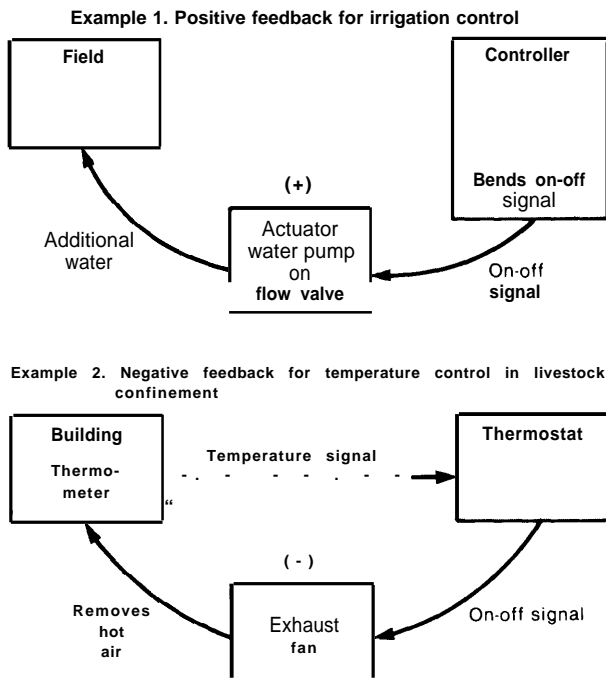 Example 1. Positive feedback for irrigation control
Field
Controller
Bends on-off
signal
(+)
Additional
water
Actuator
water pump
on
flow valve
On-off
signal
Example 2. Negative feedback for temperature control in livestock
confinement
Building
Thermo-
meter
Temperature signal
Thermostat
(-)
Removes
hot
air
Exhaust
fan
On-off signal